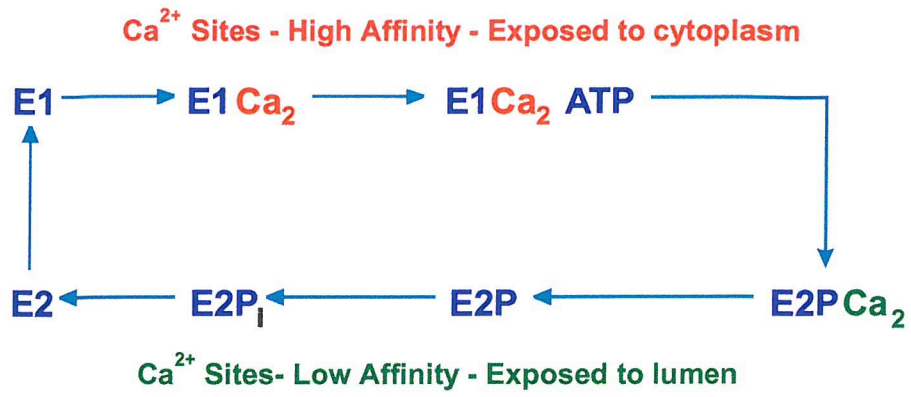 Ca2+ Sites - High Affinity - Exposed to cytoplasm
E1 E1Ca2 E1Ca2 ATP
E2 E2Pi E2P E2PCa2
Ca2+ Sites- Low Affinity - Exposed to lumen